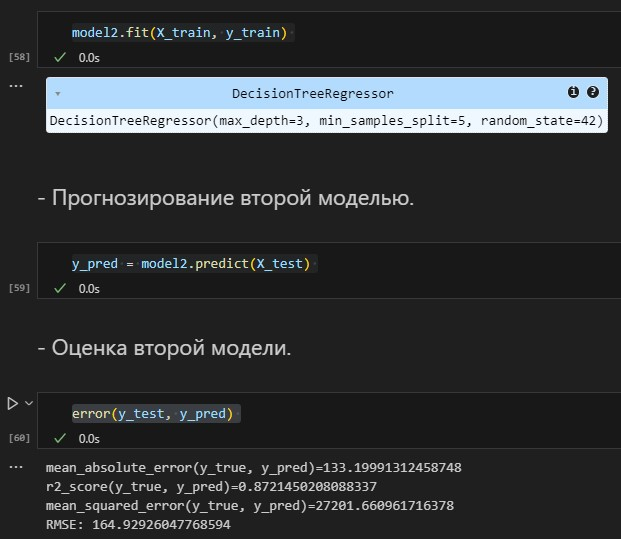 model2.fit(X_train, y_train)
[58]
0.0s
...
DecisionTreeRegressor
DecisionTreeRegressor(max_depth=3, min_samples_split=5, random_state=42)
- Прогнозирование второй моделью.
y_pred = model2.predict(X_test)
[59]
0.0s
- Оценка второй модели.
error(y_test, y_pred)
[60]
0.0s
...
mean_absolute_error(y_true, y_pred)=133.19991312458748
r2_score(y_true, y_pred)=0.8721450208088337
mean_squared_error(y_true, y_pred)=27201.660961716378
RMSE: 164.92926047768594